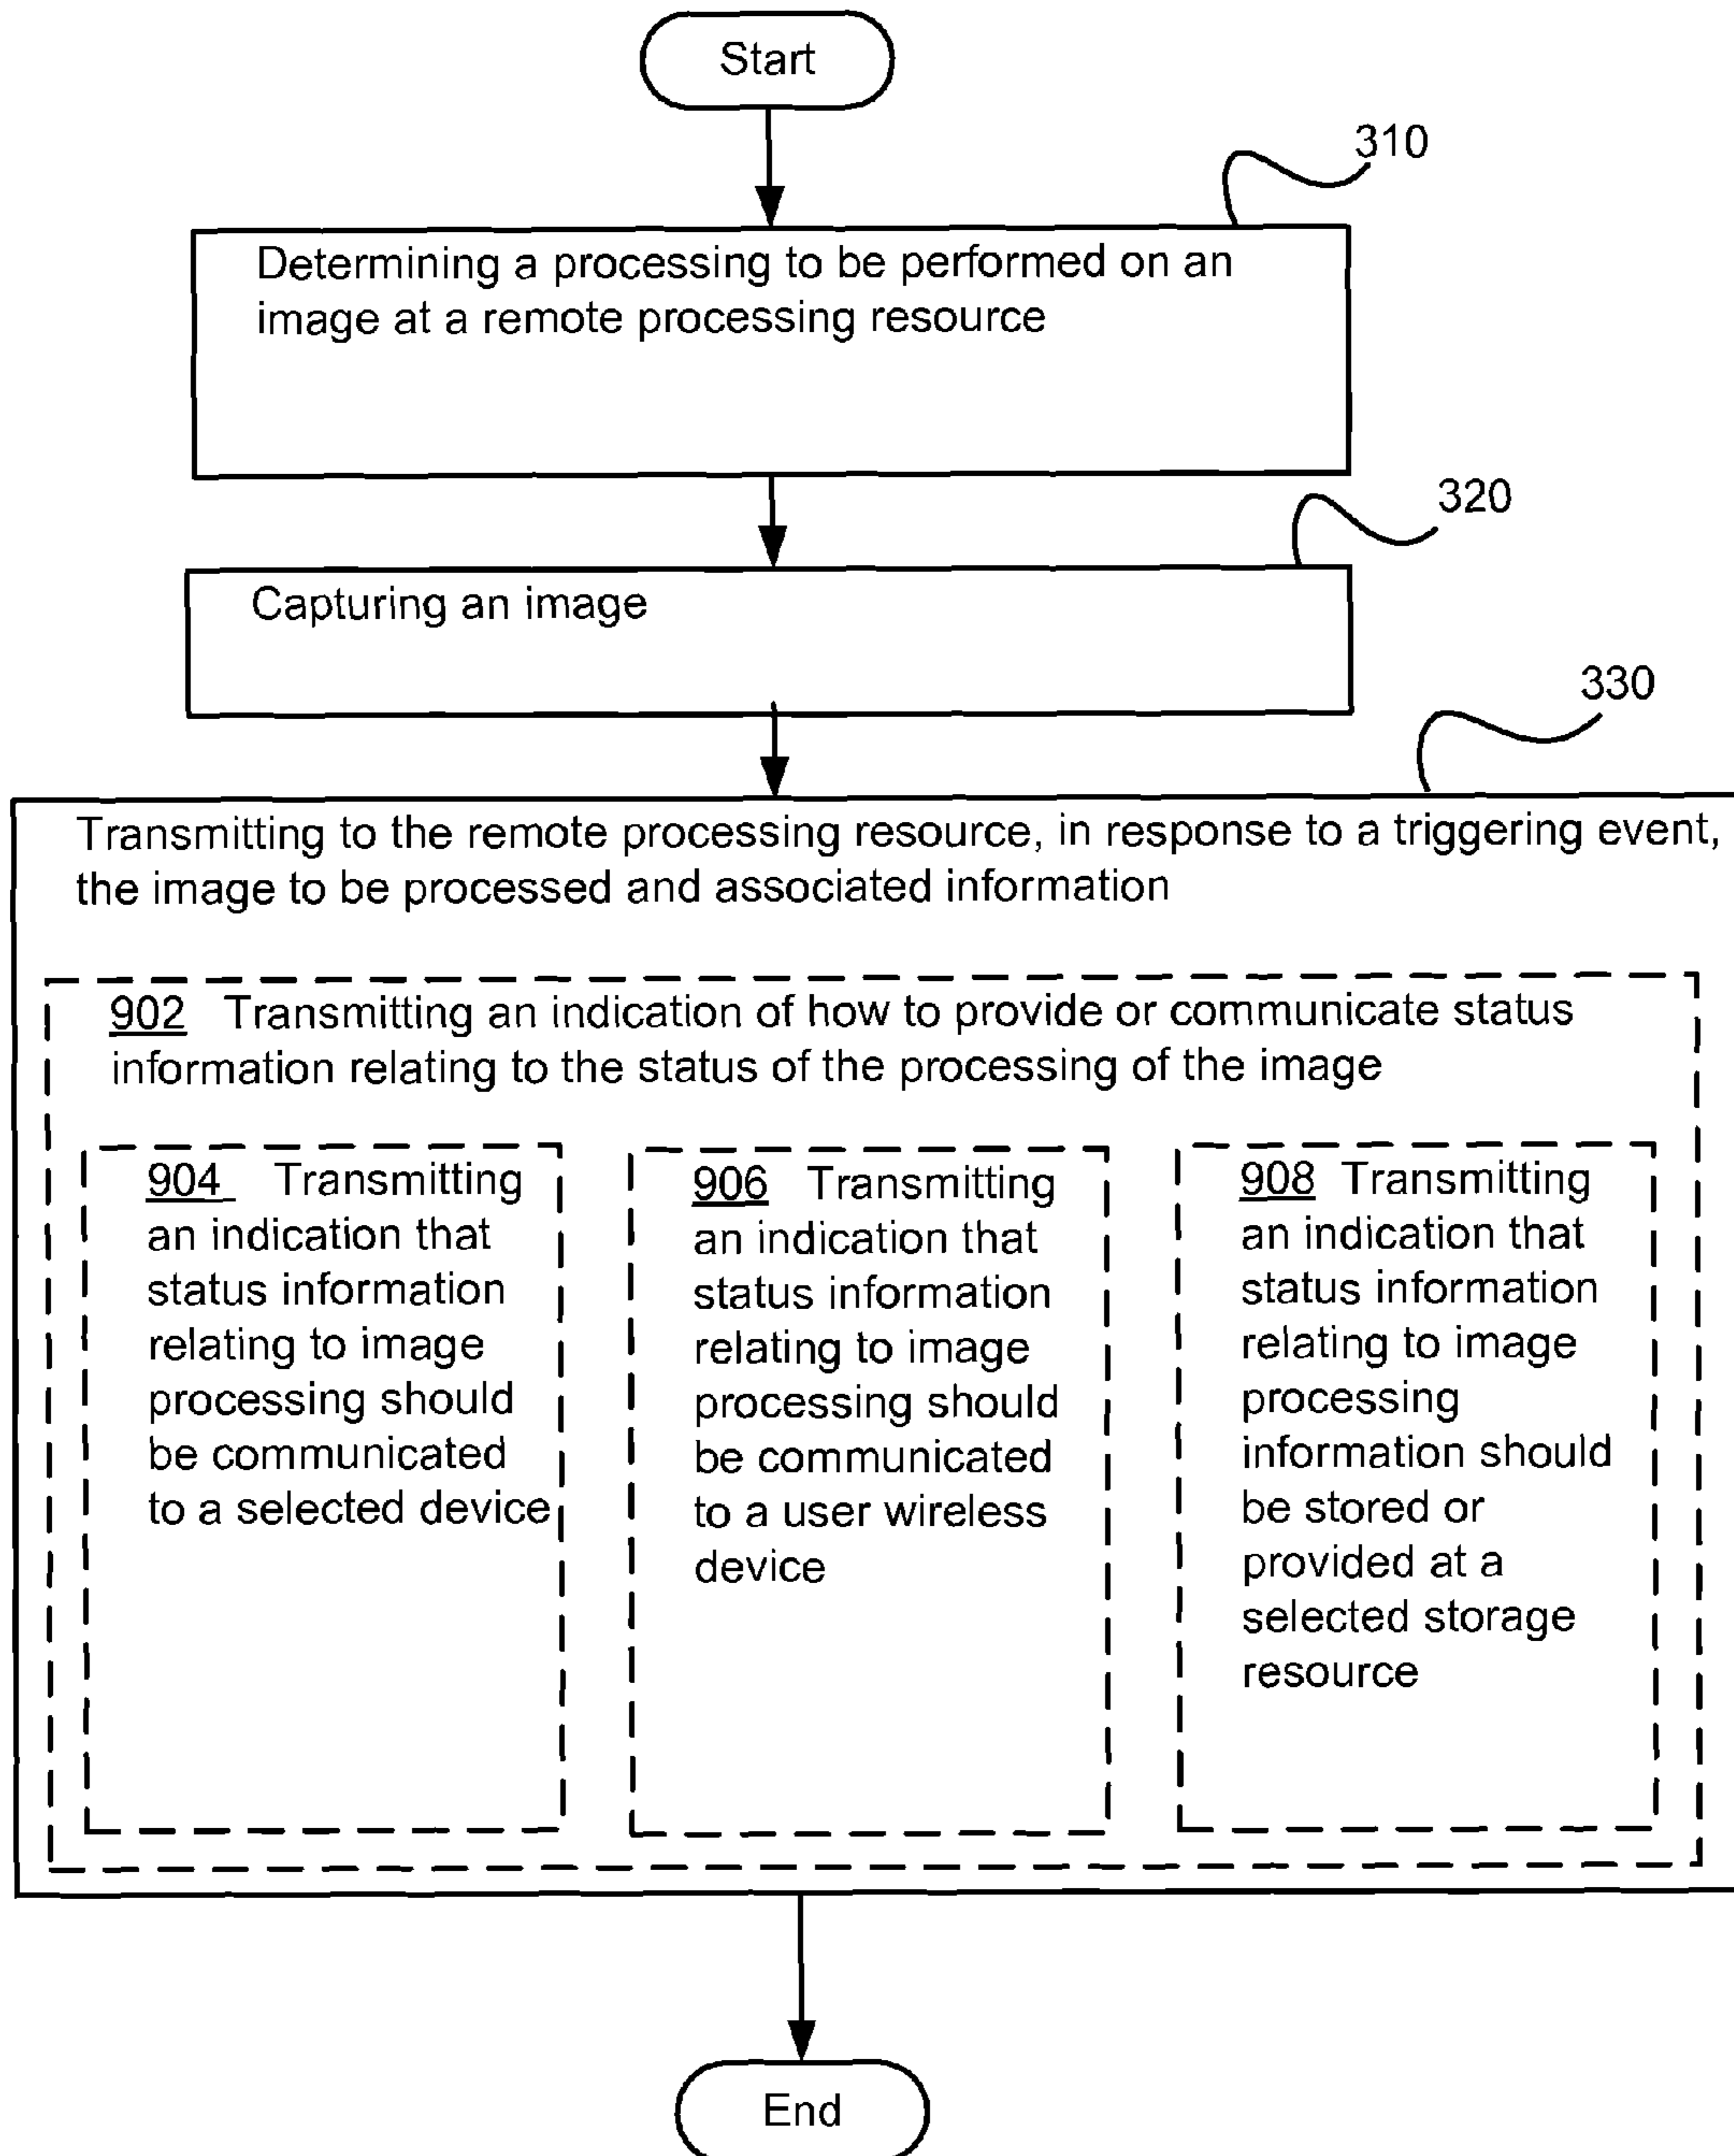 Start
310
Determining a processing to be performed on an
image at a remote processing resource
320
Capturing an image
330
Transmitting to the remote processing resource, in response to a triggering event,
the image to be processed and associated information
902 Transmitting an indication of how to provide or communicate status
information relating to the status of the processing of the image
904 Transmitting
an indication that
status information
relating to image
processing should
be communicated
to a selected device
906 Transmitting
an indication that
status information
relating to image
processing should
be communicated
to a user wireless
device
908 Transmitting
an indication that
status information
relating to image
processing
information should
be stored or
provided at a
selected storage
resource
End